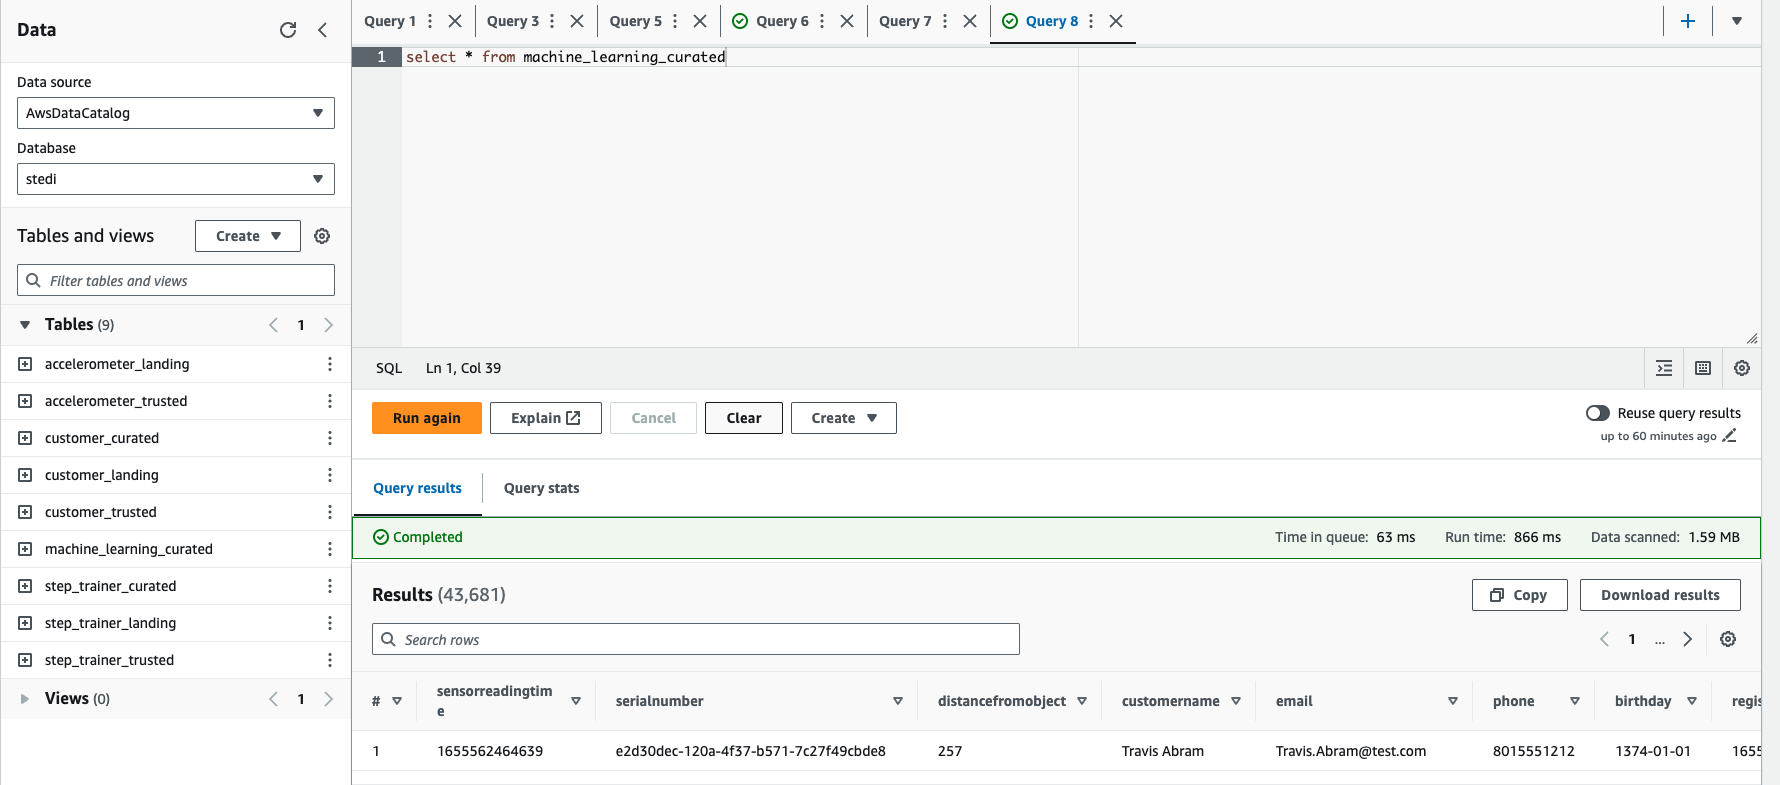 Data
Data source
AwsDataCatalog
Database
stedi
Tables and views
Create
Filter tables and views
Tables (9)
1
accelerometer_landing
accelerometer_trusted
customer_curated
customer_landing
customer_trusted
machine_learning_curated
step_trainer_curated
step_trainer_landing
step_trainer_trusted
Views (0)
1
Query 1
Query 3
Query 5
Query 6
Query 7
Query 8
1 select * from machine_learning_curated
SQL Ln 1, Col 39
Run again
Explain
Cancel
Clear
Create
Reuse query results
up to 60 minutes ago
Query results
Query stats
Completed
Time in queue: 63 ms
Run time: 866 ms
Data scanned: 1.59 MB
Results (43,681)
Copy
Download results
Search rows
1 ...
# sensorreadingtim
e serialnumber distancefromobject customername email phone birthday regis
1 1655562464639 e2d30dec-120a-4f37-b571-7c27f49cbde8 257 Travis Abram Travis.Abram@test.com 8015551212 1374-01-01 1655